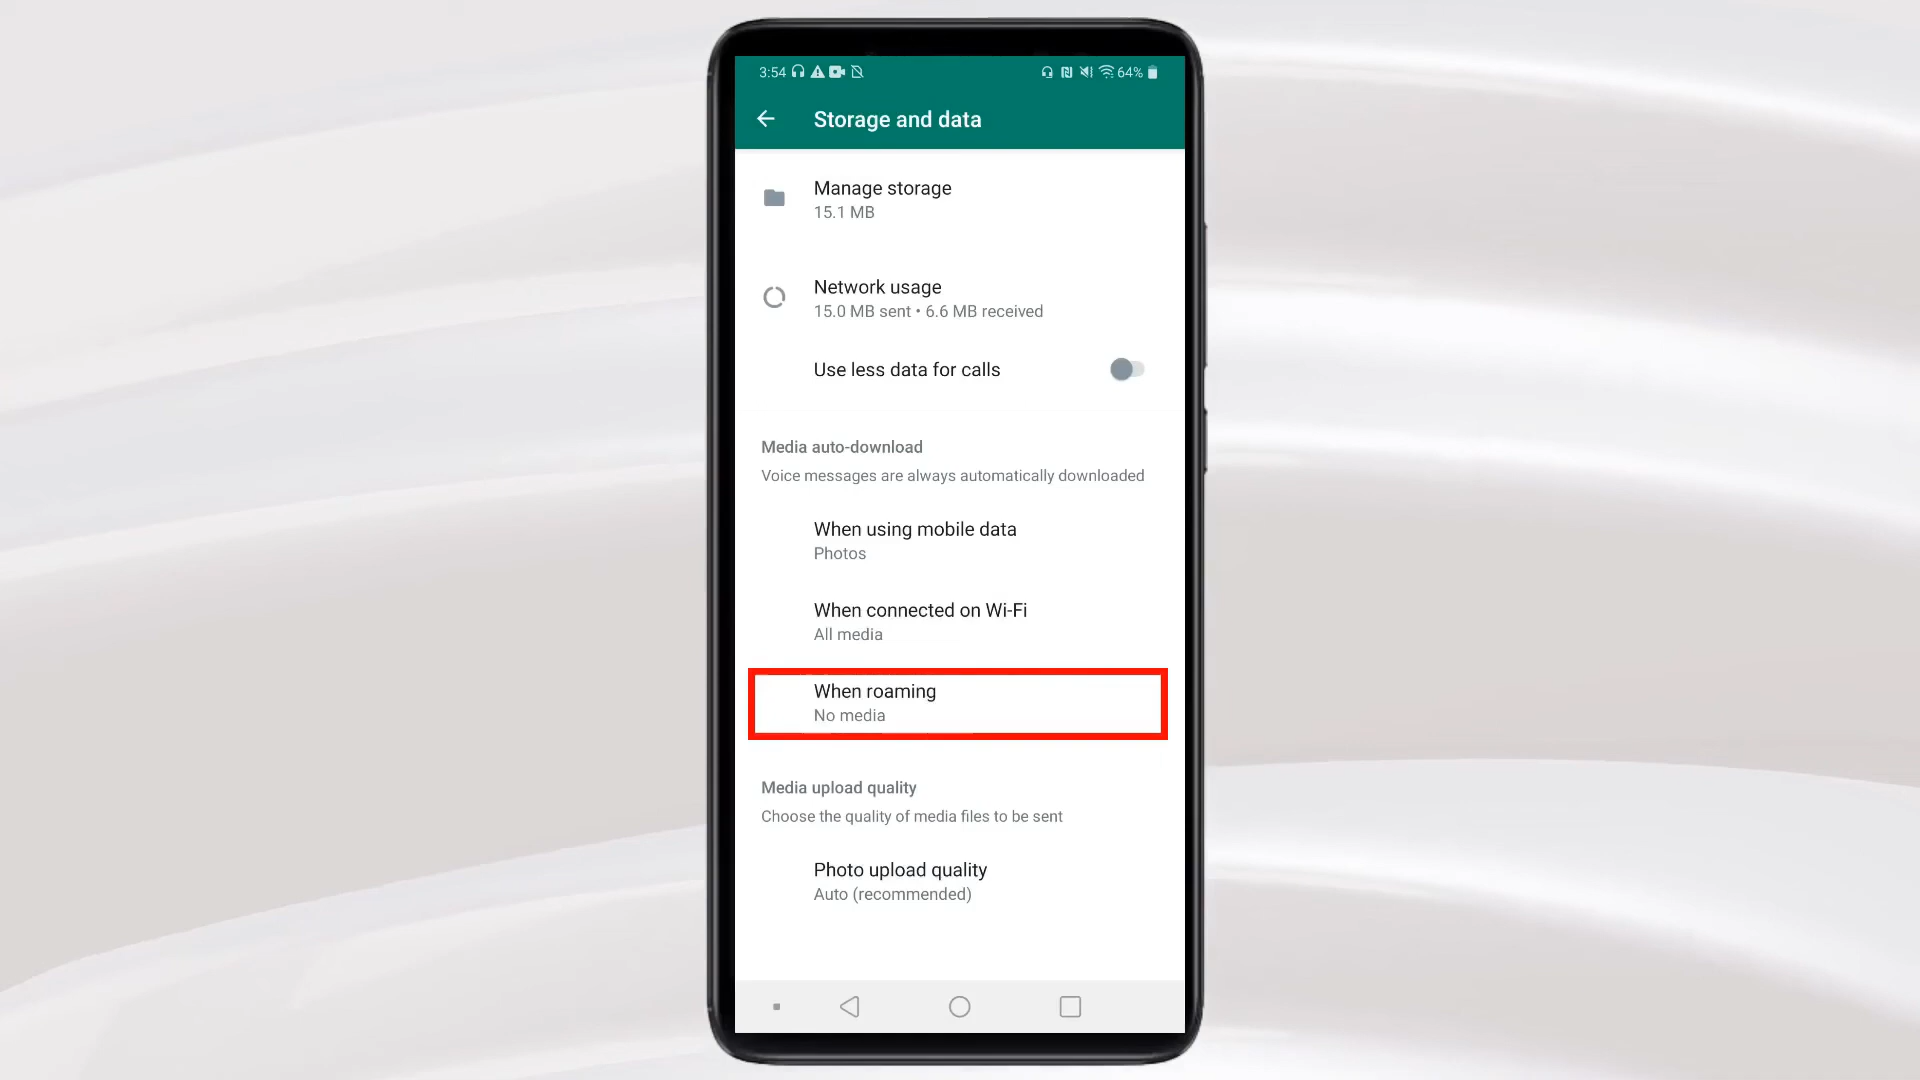 3:54 64%
Storage and data
Manage storage
15.1 MB
Network usage
15.0 MB sent • 6.6 MB received
Use less data for calls
Media auto-download
Voice messages are always automatically downloaded
When using mobile data
Photos
When connected on Wi-Fi
All media
When roaming
No media
Media upload quality
Choose the quality of media files to be sent
Photo upload quality
Auto (recommended)